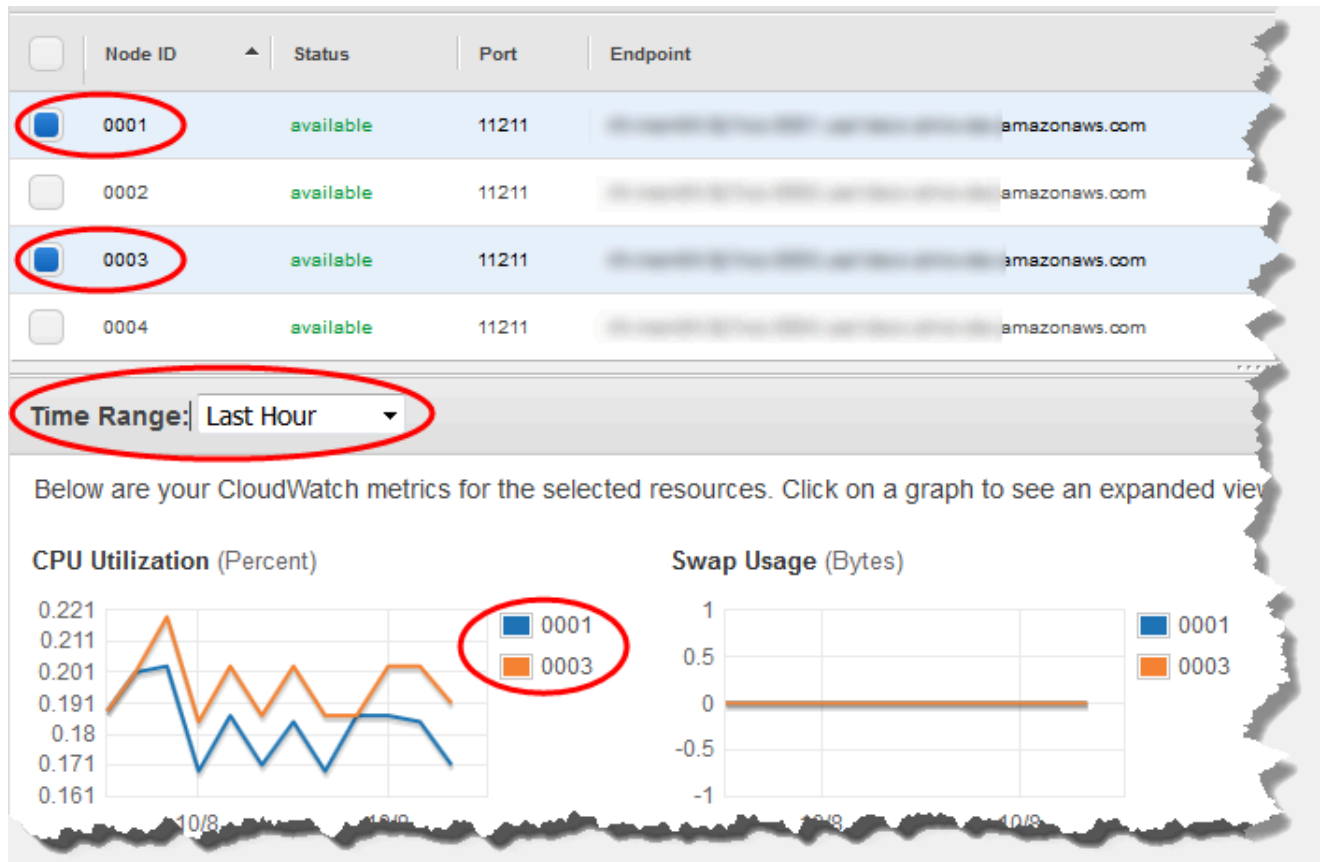 Node ID Status Port Endpoint
0001 available 11211 amazonaws.com
0002 available 11211 amazonaws.com
0003 available 11211 amazonaws.com
0004 available 11211 amazonaws.com
Time Range: Last Hour
Below are your CloudWatch metrics for the selected resources. Click on a graph to see an expanded view
CPU Utilization (Percent)
0.221
0.211
0.201
0.191
0.18
0.171
0.161
10/8
0001
0003
Swap Usage (Bytes)
1
0.5
0
-0.5
-1
0001
0003